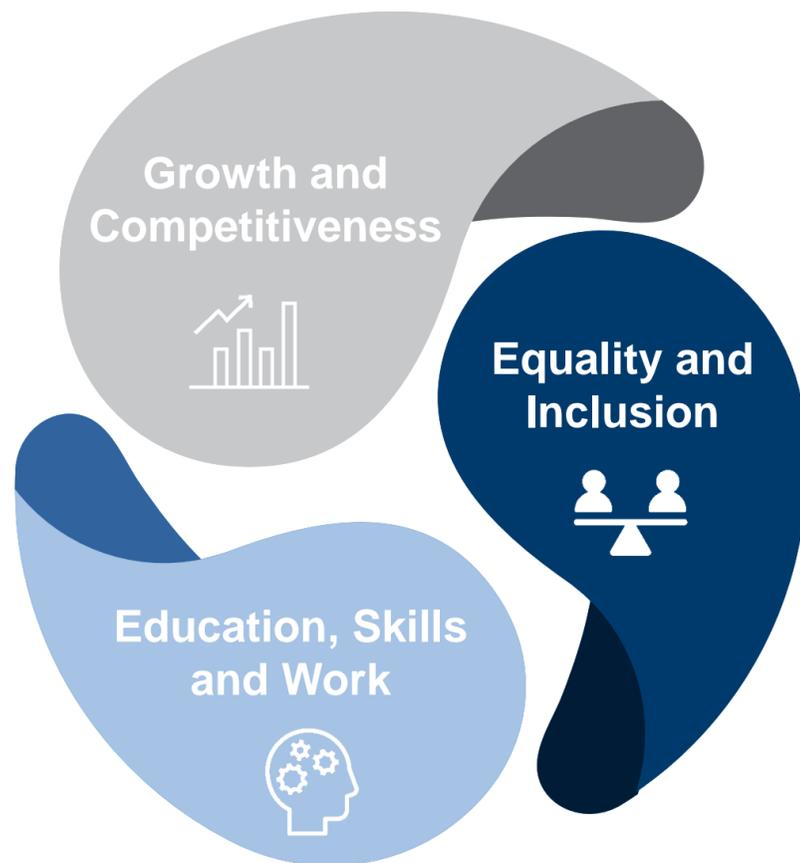 Growth and
Competitiveness
Equality and
Inclusion
Education, Skills
and Work